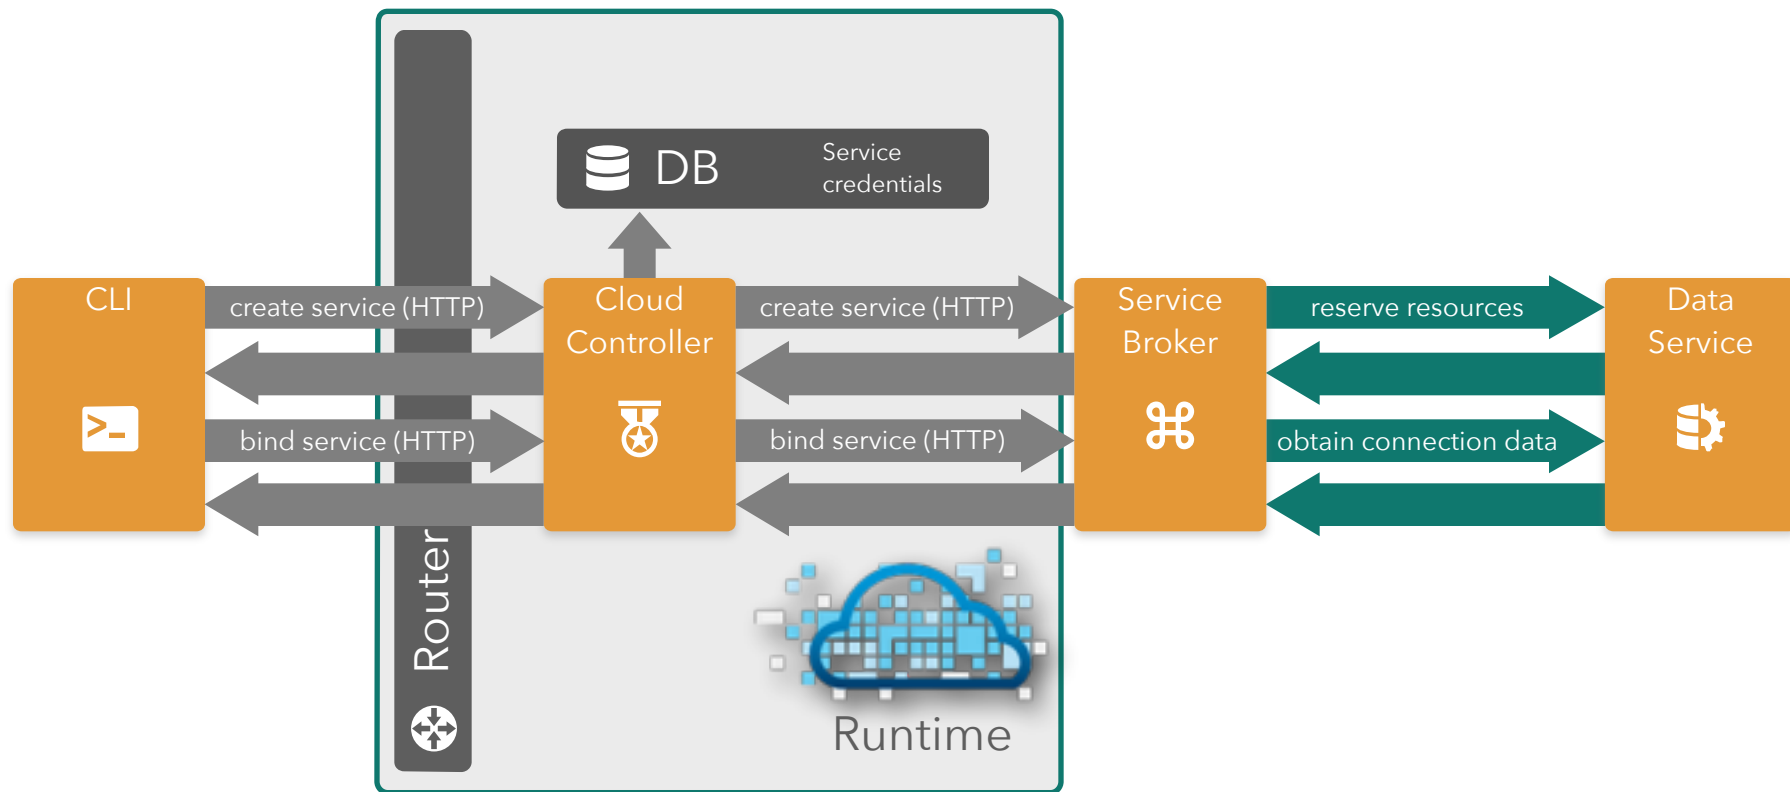 DB
Service
credentials
CLI
create service (HTTP)
Cloud
Controller
create service (HTTP)
Service
Broker
reserve resources
Data
Service
bind service (HTTP)
bind service (HTTP)
obtain connection data
Router
Runtime